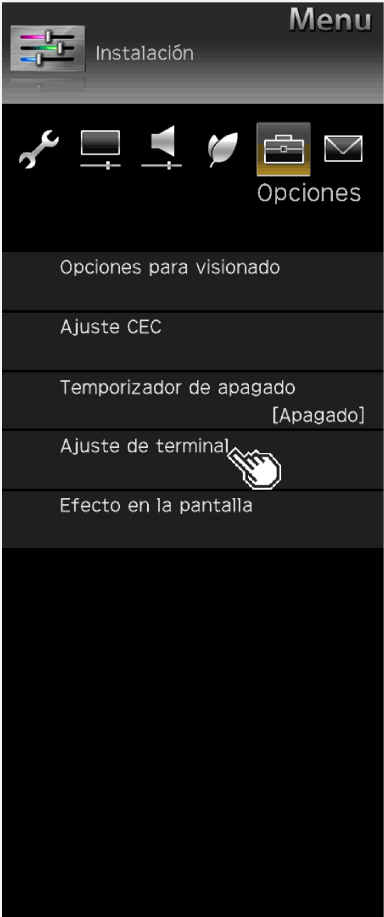 Menu
Instalación
Opciones
Opciones para visionado
Ajuste CEC
Temporizador de apagado
[Apagado]
Ajuste de terminal
Efecto en la pantalla